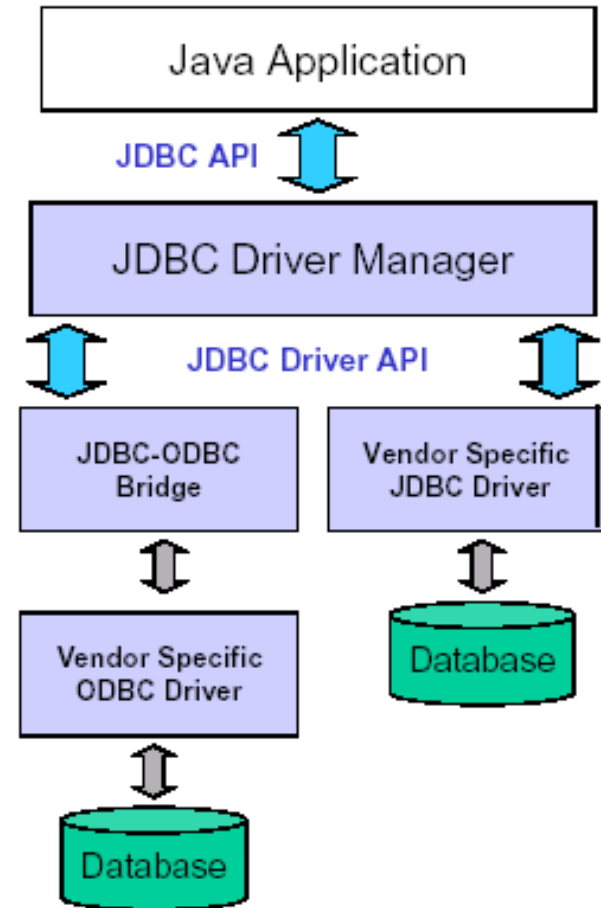 Java Application
JDBC API
JDBC Driver Manager
JDBC Driver API
JDBC-ODBC
Bridge
Vendor Specific
JDBC Driver
Vendor Specific
ODBC Driver
Database
Database